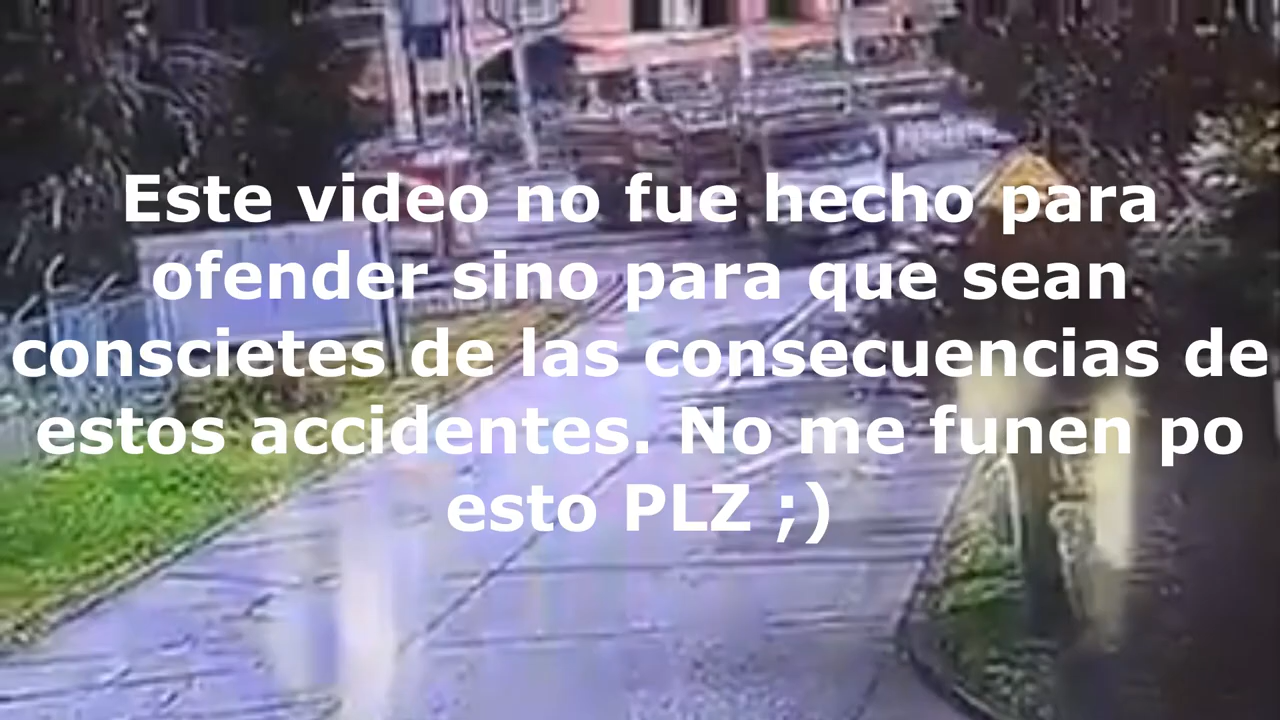 Este video no fue hecho para
ofender sino para que sean
conscietes de las consecuencias de
estos accidentes. No me funen po
esto PLZ ;)